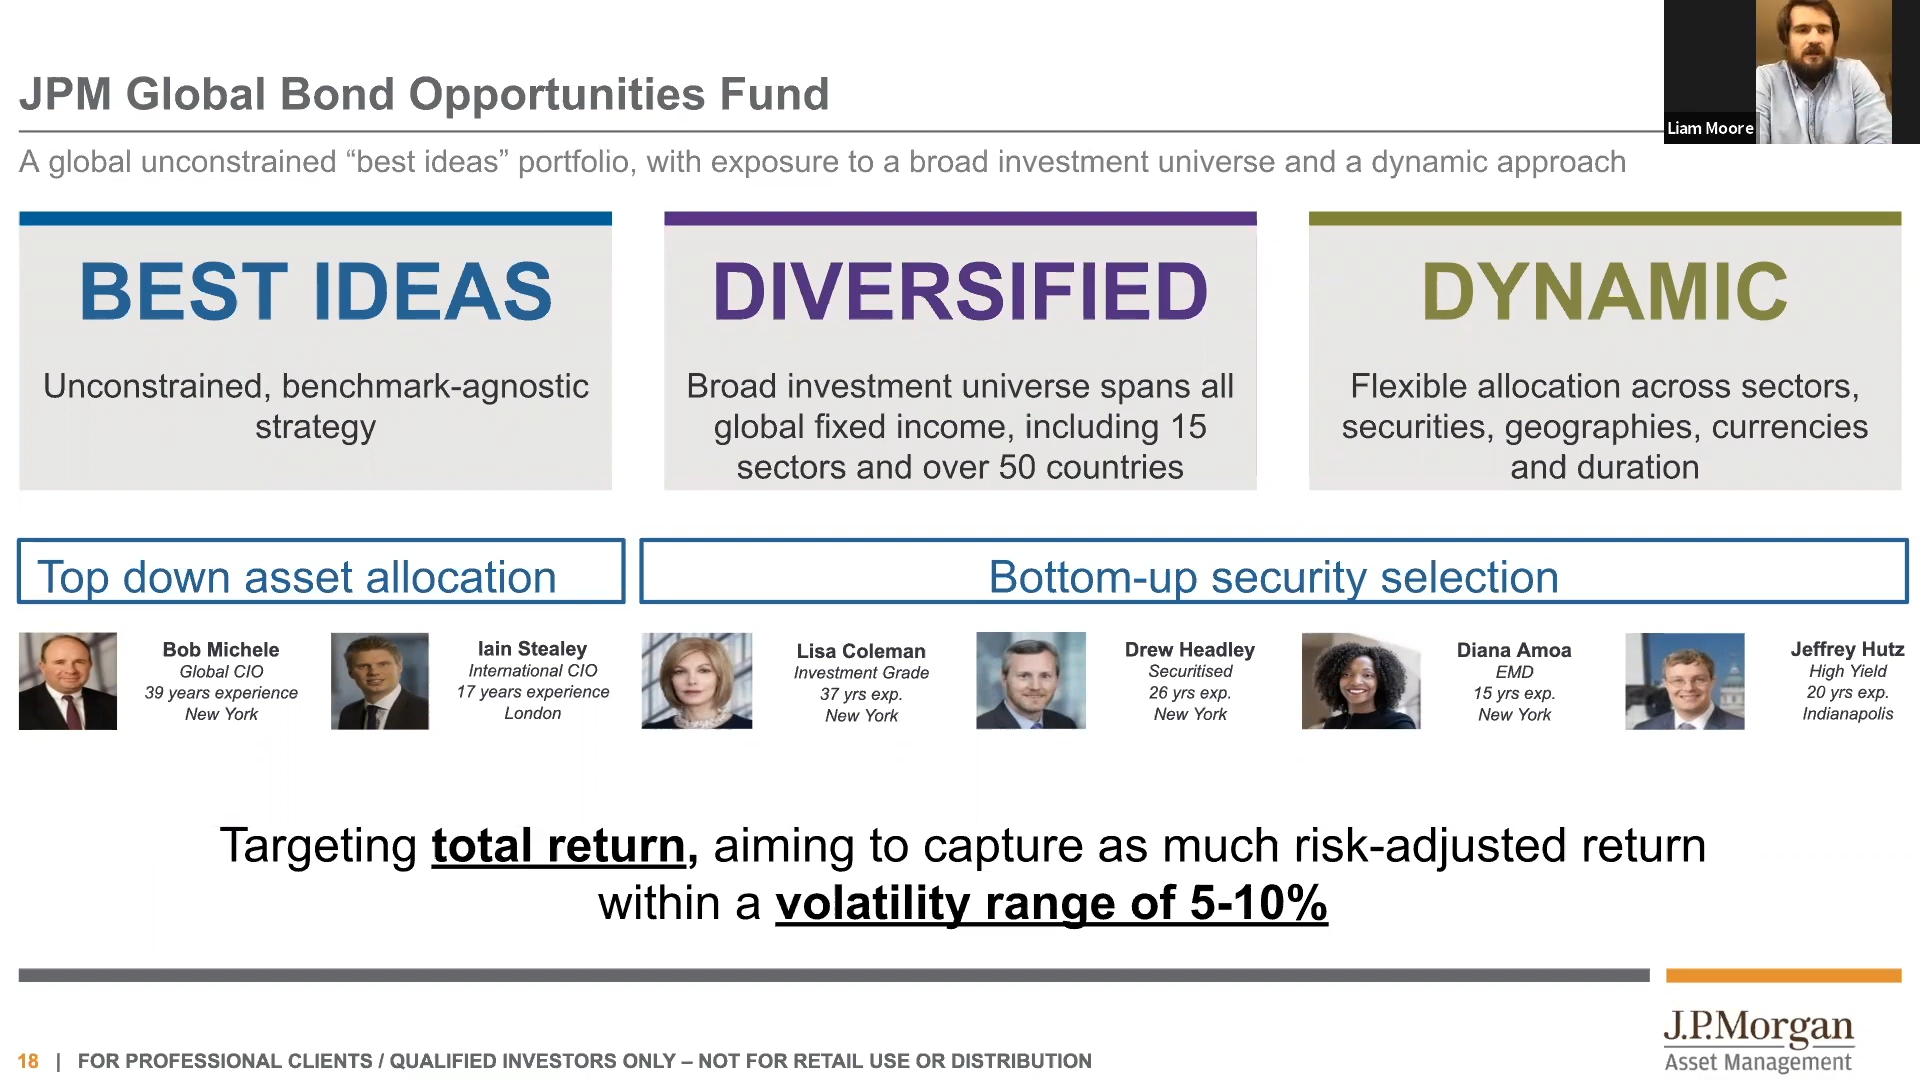 JPM Global Bond Opportunities Fund
Liam Moore
A global unconstrained “best ideas” portfolio, with exposure to a broad investment universe and a dynamic approach
BEST IDEAS
Unconstrained, benchmark-agnostic
strategy
DIVERSIFIED
Broad investment universe spans all
global fixed income, including 15
sectors and over 50 countries
DYNAMIC
Flexible allocation across sectors,
securities, geographies, currencies
and duration
Top down asset allocation
Bottom-up security selection
Bob Michele
Global CIO
39 years experience
New York
Iain Stealey
International CIO
17 years experience
London
Lisa Coleman
Investment Grade
37 yrs exp.
New York
Drew Headley
Securitised
26 yrs exp.
New York
Diana Amoa
EMD
15 yrs exp.
New York
Jeffrey Hutz
High Yield
20 yrs exp.
Indianapolis
Targeting total return, aiming to capture as much risk-adjusted return
within a volatility range of 5-10%
J.P.Morgan
Asset Management
18 | FOR PROFESSIONAL CLIENTS / QUALIFIED INVESTORS ONLY – NOT FOR RETAIL USE OR DISTRIBUTION